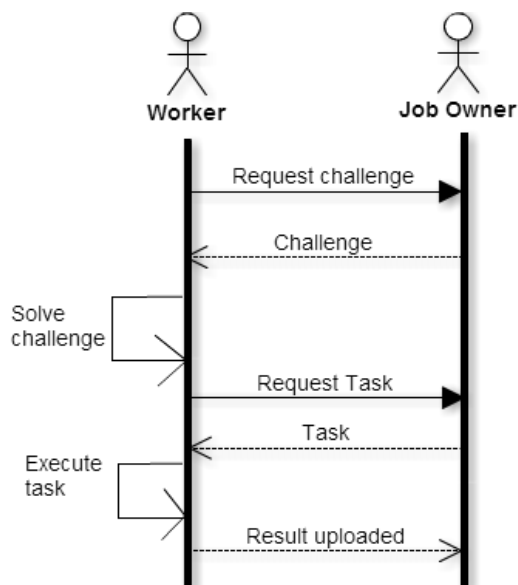 Worker
Job Owner
Request challenge
Challenge
Solve
challenge
Request Task
Task
Execute
task
Result uploaded